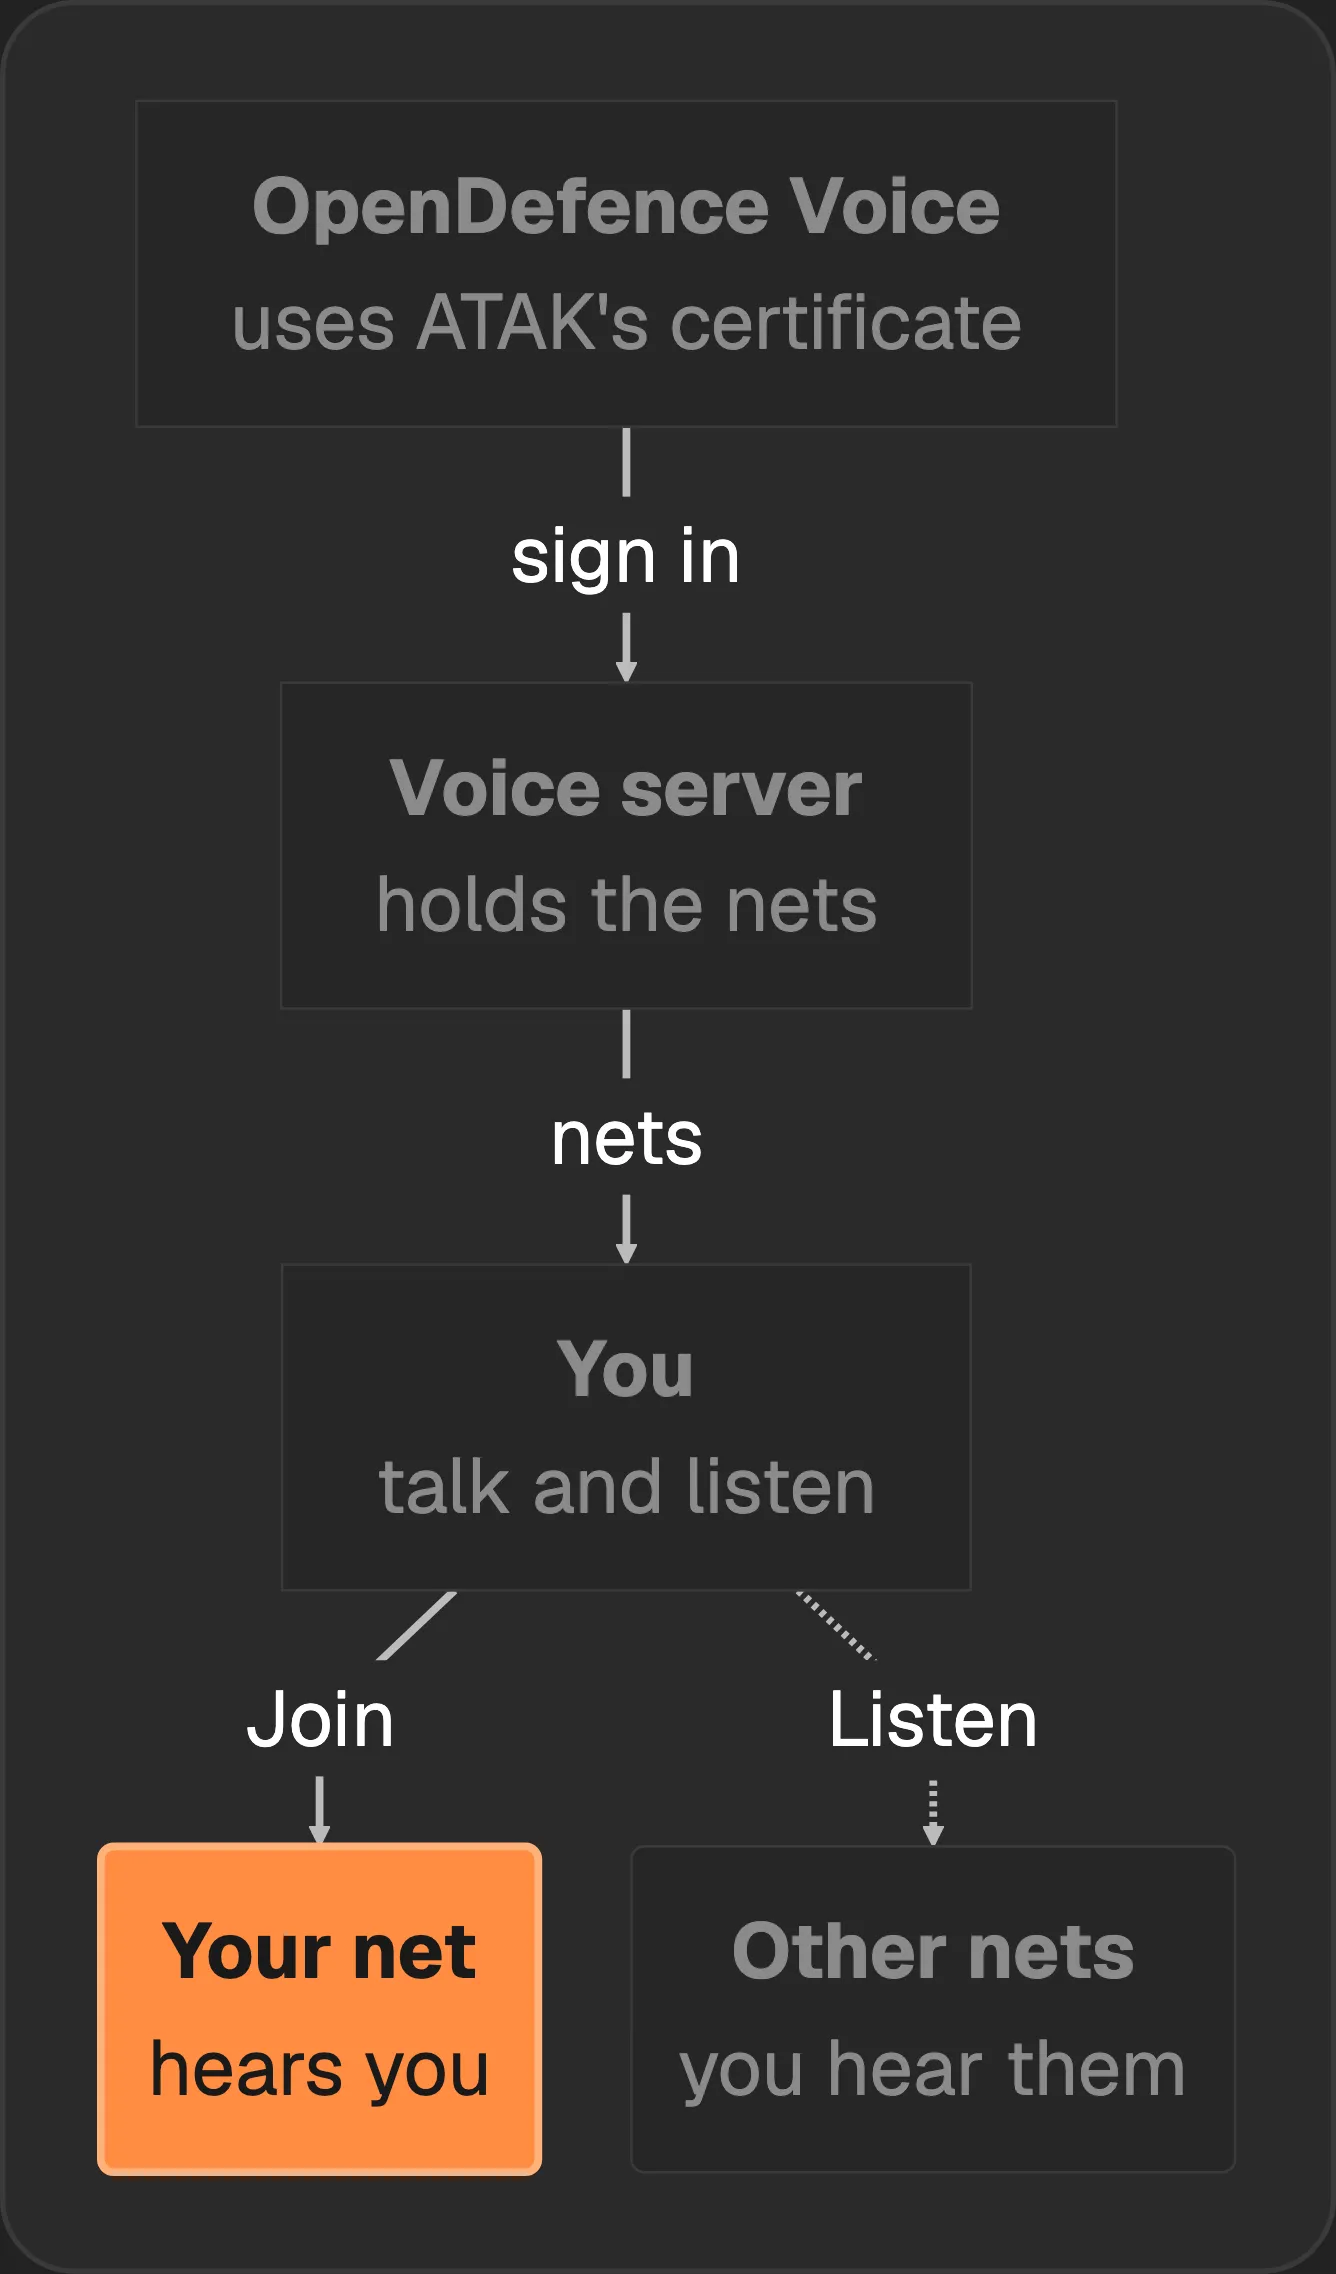 OpenDefence Voice
uses ATAK's certificate
sign in
Voice server
holds the nets
nets
You
talk and listen
Join
Listen
Your net
hears you
Other nets
you hear them